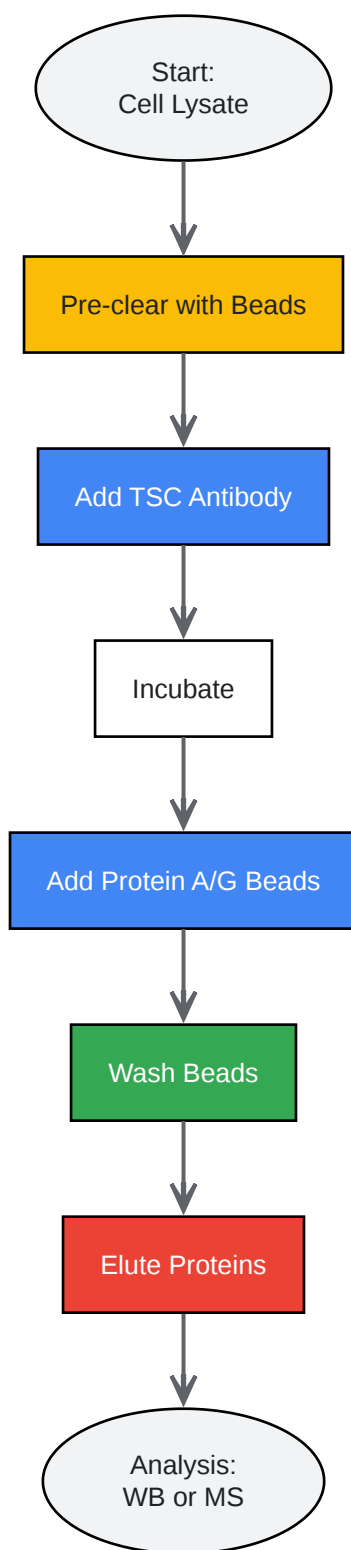 Start:
Cell Lysate
Pre-clear with Beads
Add TSC Antibody
Incubate
Add Protein A/G Beads
Wash Beads
Elute Proteins
Analysis:
WB or MS